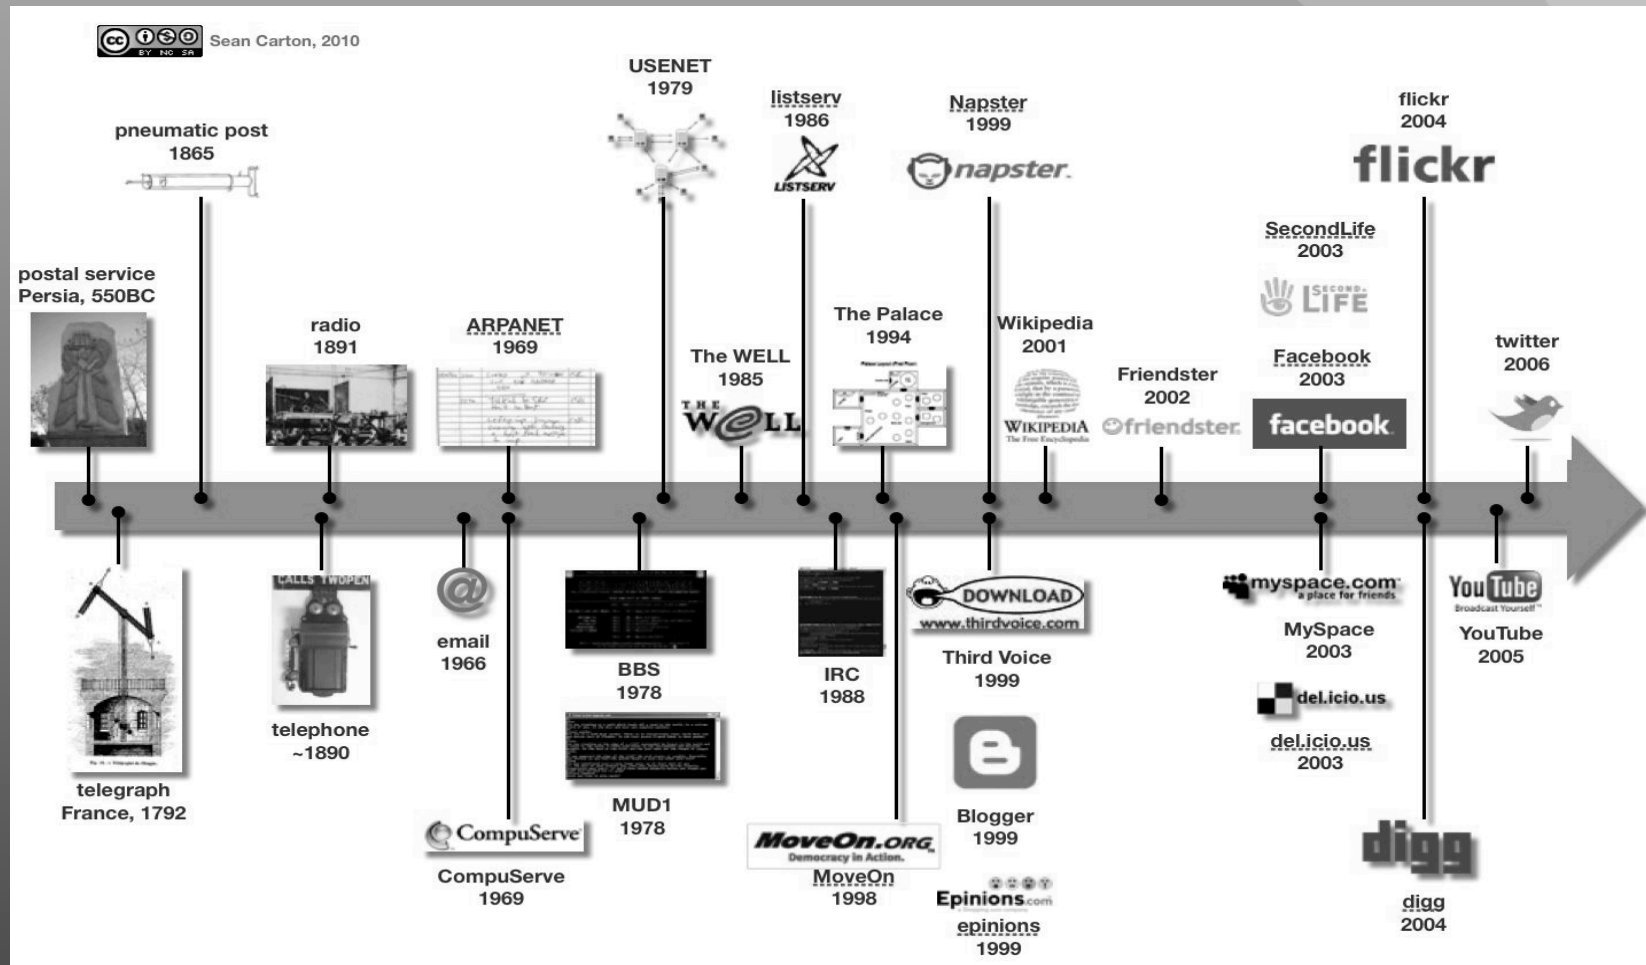 BY NC SA
Sean Carton, 2010
USENET
1979
listserv
1986
LISTSERV
Napster
1999
napster.
flickr
2004
flickr
pneumatic post
1865
SecondLife
2003
SECOND
LIFE
postal service
Persia, 550BC
radio
1891
ARPANET
1969
The WELL
1985
THE
W@LL
The Palace
1994
Wikipedia
2001
WIKIPEDIA
The Free Encyclopedia
Friendster
2002
friendster.
Facebook
2003
facebook.
twitter
2006
telegraph
France, 1792
CALLS TWOPEN
telephone
~1890
@
email
1966
CompuServe
CompuServe
1969
BBS
1978
MUD1
1978
IRC
1988
MoveOn.ORG
Democracy in Action.
MoveOn
1998
DOWNLOAD
www.thirdvoice.com
Third Voice
1999
Blogger
1999
Epinions.com
epinions
1999
myspace.com
a place for friends
MySpace
2003
del.icio.us
del.icio.us
2003
digg
digg
2004
YouTube
Broadcast Yourself™
YouTube
2005